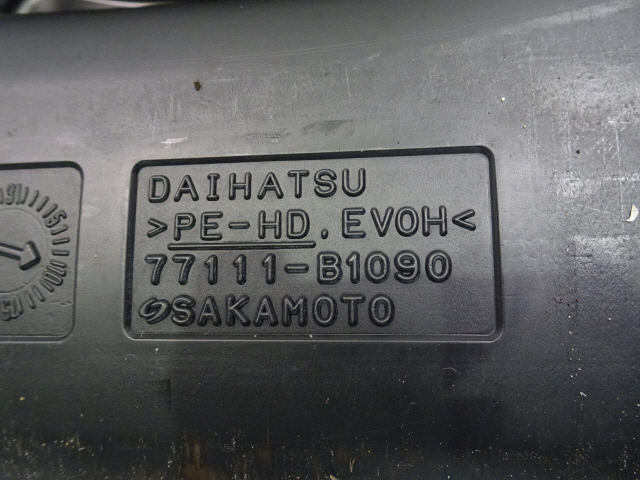 DAIHATSU
>PE-HD.EVOH<
77111-B1090
SAKAMOTO